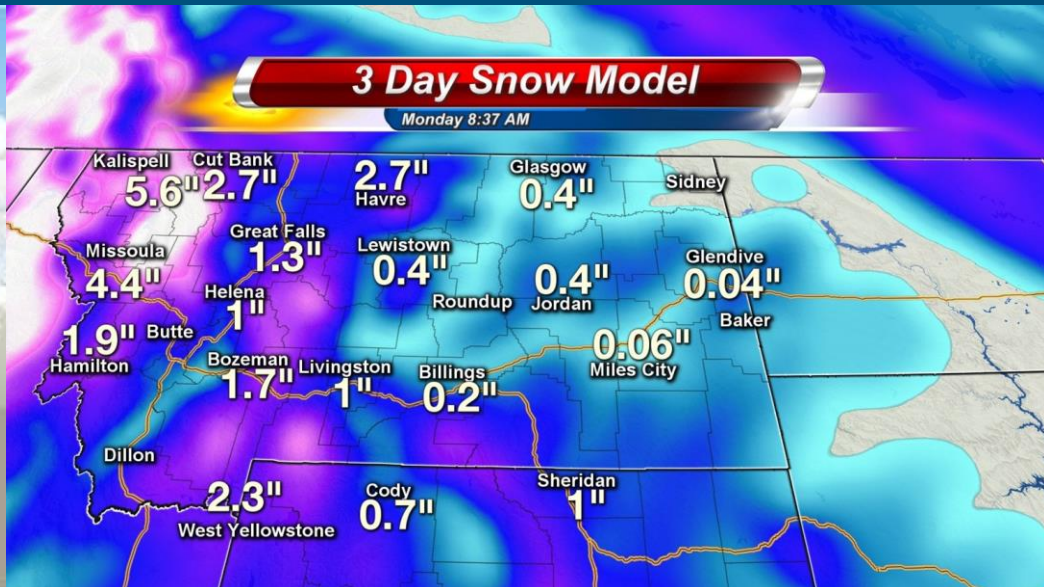 3 Day Snow Model
Monday 8:37 AM
Kalispell
5.6"
Cut Bank
2.7"
2.7"
Havre
Glasgow
0.4"
Sidney
Great Falls
1.3"
Lewistown
0.4"
Missoula
4.4"
Helena
1"
Roundup
0.4"
Jordan
Glendive
0.04"
Baker
1.9"
Hamilton
Butte
Bozeman
1.7"
Livingston
1"
Billings
0.2"
0.06"
Miles City
Dillon
2.3"
West Yellowstone
Cody
0.7"
Sheridan
1"